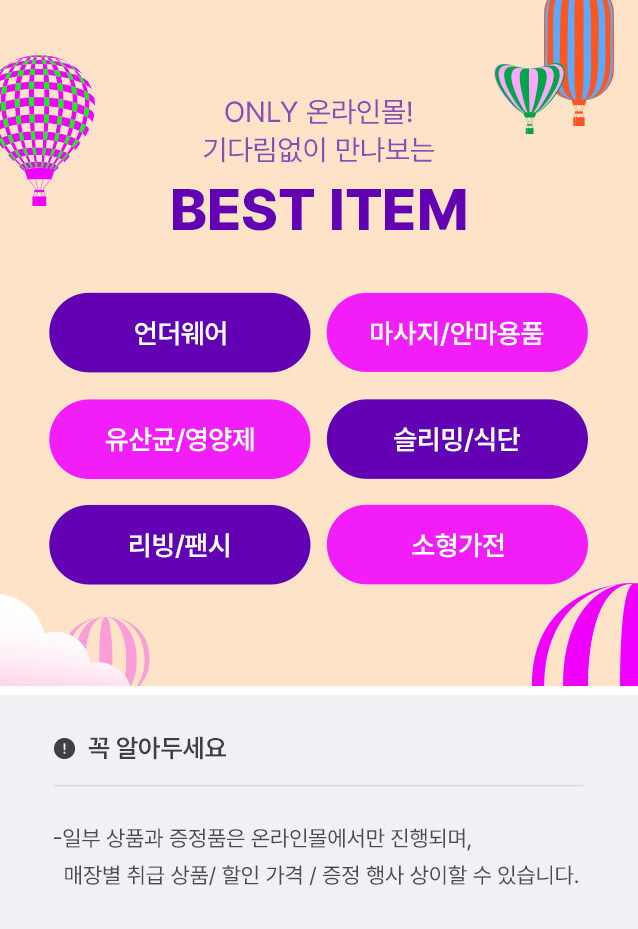 ONLY 온라인몰!
기다림없이 만나보는
BEST ITEM
언더웨어
마사지/안마용품
유산균/영양제
슬리밍/식단
리빙/팬시
소형가전
! 꼭 알아두세요
-일부 상품과 증정품은 온라인몰에서만 진행되며,
매장별 취급 상품/ 할인 가격 / 증정 행사 상이할 수 있습니다.